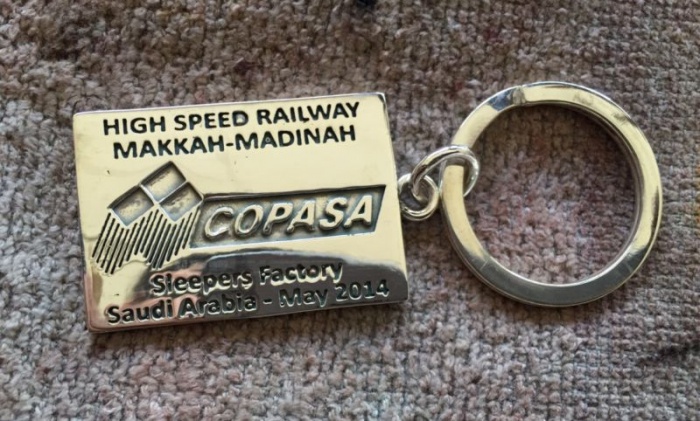 HIGH SPEED RAILWAY
MAKKAH-MADINAH
COPASA
Sleepers Factory
Saudi Arabia - May 2014